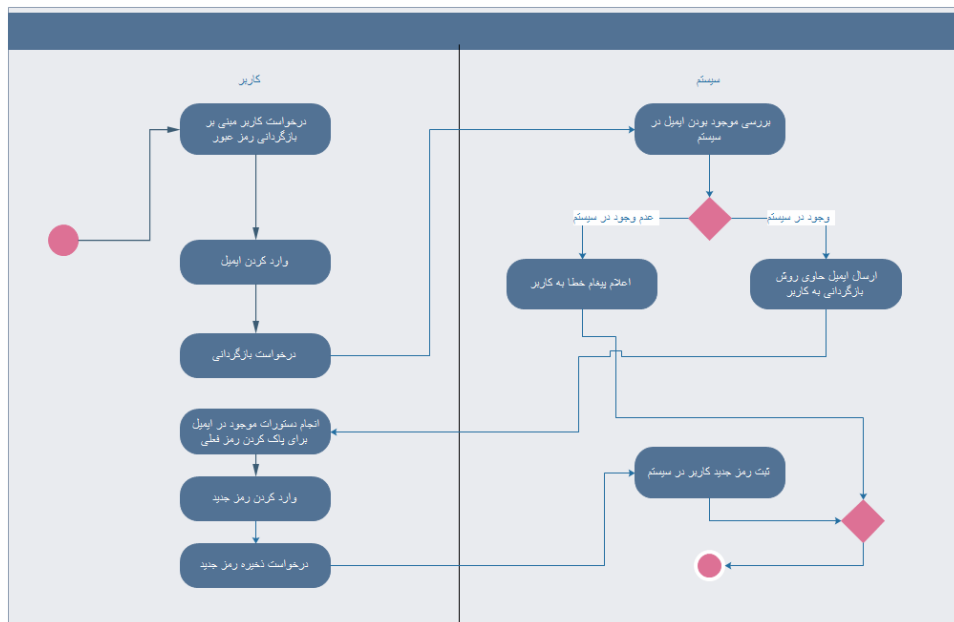 کاربر
درخواست کاربر مبنی بر
بازگردانی رمز عبور
وارد کردن ایمیل
درخواست بازگردانی
انجام دستورات موجود در ایمیل
برای پاک کردن رمز فعلی
وارد کردن رمز جدید
درخواست ذخیره رمز جدید
سیستم
بررسی موجود بودن ایمیل در
سیستم
وجود در سیستم
عدم وجود در سیستم
ارسال ایمیل حاوی روش
بازگردانی به کاربر
اعلام پیغام خطا به کاربر
ثبت رمز جدید کاربر در سیستم